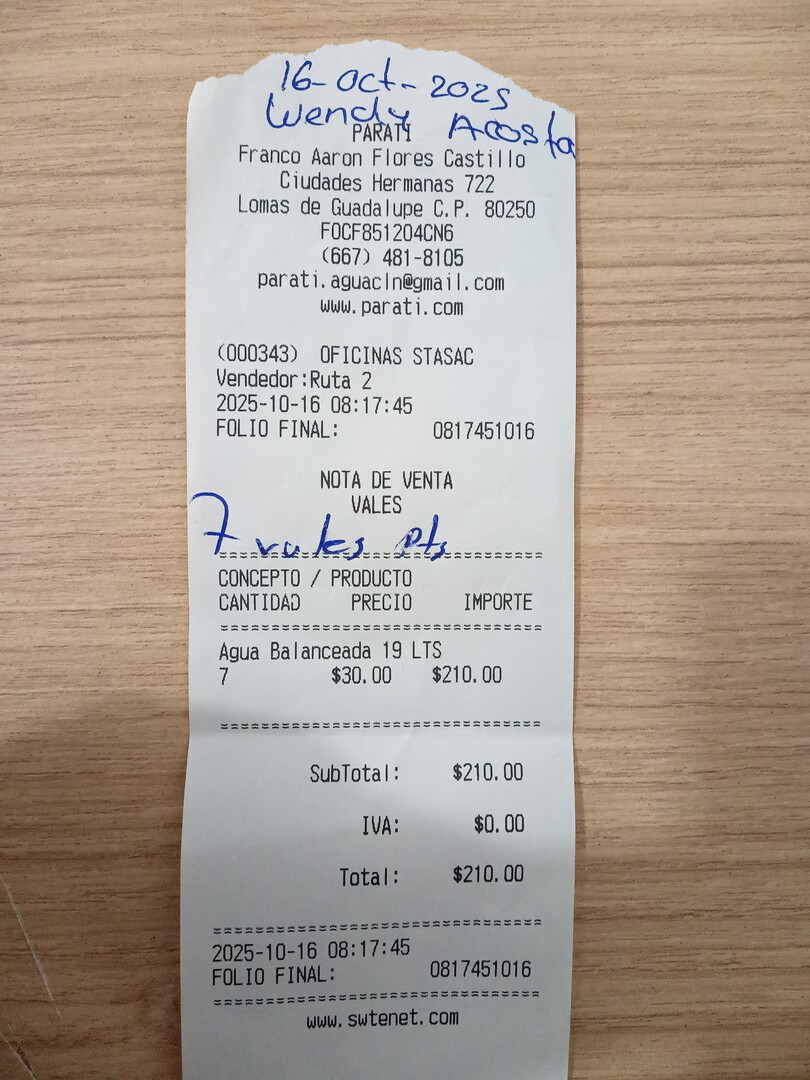 16-oct-2025
Wendy Acosta
PARATI
Franco Aaron Flores Castillo
Ciudades Hermanas 722
Lomas de Guadalupe C.P. 80250
FOCF851204CN6
(667) 481-8105
parati.aguacln@gmail.com
www.parati.com
(000343) OFICINAS STASAC
Vendedor:Ruta 2
2025-10-16 08:17:45
FOLIO FINAL: 0817451016
NOTA DE VENTA
VALES
7 vales pts
CONCEPTO / PRODUCTO
CANTIDAD PRECIO IMPORTE
Agua Balanceada 19 LTS
7 $30.00 $210.00
SubTotal: $210.00
IVA: $0.00
Total: $210.00
2025-10-16 08:17:45
FOLIO FINAL: 0817451016
www.swtenet.com